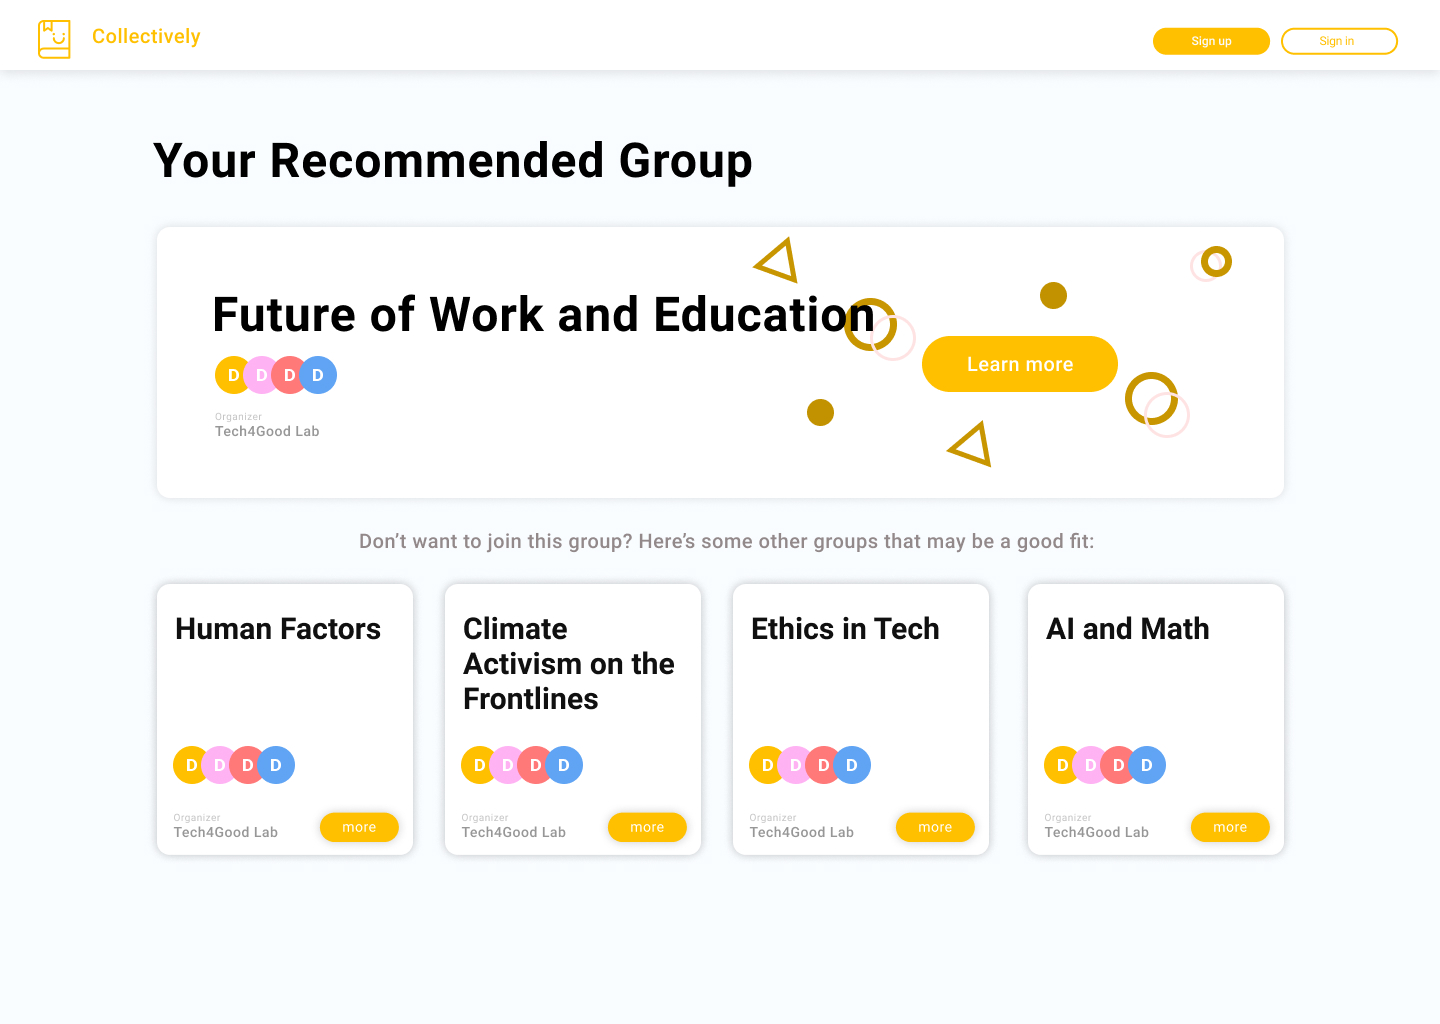 Collectively
Sign up
Sign in
Your Recommended Group
Future of Work and Education
D D D D
Learn more
Organizer
Tech4Good Lab
Don’t want to join this group? Here’s some other groups that may be a good fit:
Human Factors
D D D D
Organizer
Tech4Good Lab
more
Climate
Activism on the
Frontlines
D D D D
Organizer
Tech4Good Lab
more
Ethics in Tech
D D D D
Organizer
Tech4Good Lab
more
AI and Math
D D D D
Organizer
Tech4Good Lab
more